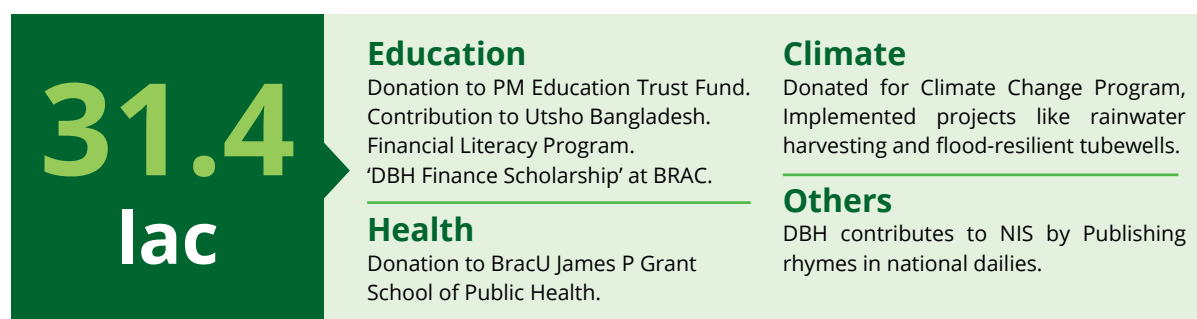 31.4
lac
Education
Donation to PM Education Trust Fund.
Contribution to Utsho Bangladesh.
Financial Literacy Program.
‘DBH Finance Scholarship’ at BRAC.
Health
Donation to BracU James P Grant
School of Public Health.
Climate
Donated for Climate Change Program,
Implemented projects like rainwater
harvesting and flood-resilient tubewells.
Others
DBH contributes to NIS by Publishing
rhymes in national dailies.